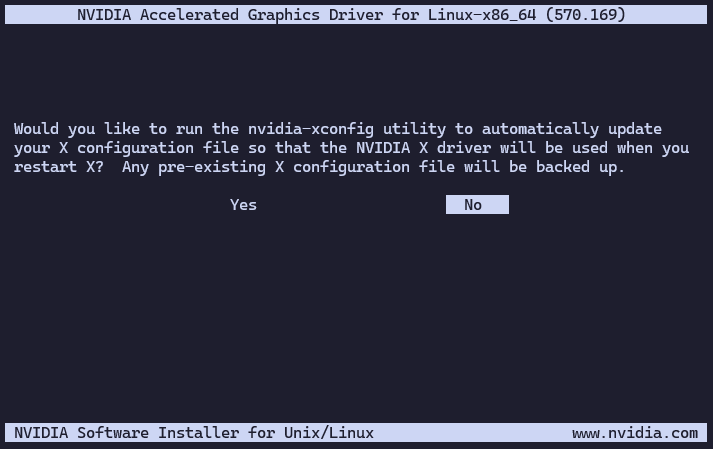 NVIDIA Accelerated Graphics Driver for Linux-x86_64 (570.169)
Would you like to run the nvidia-xconfig utility to automatically update
your X configuration file so that the NVIDIA X driver will be used when you
restart X?  Any pre-existing X configuration file will be backed up.
Yes No
NVIDIA Software Installer for Unix/Linux www.nvidia.com